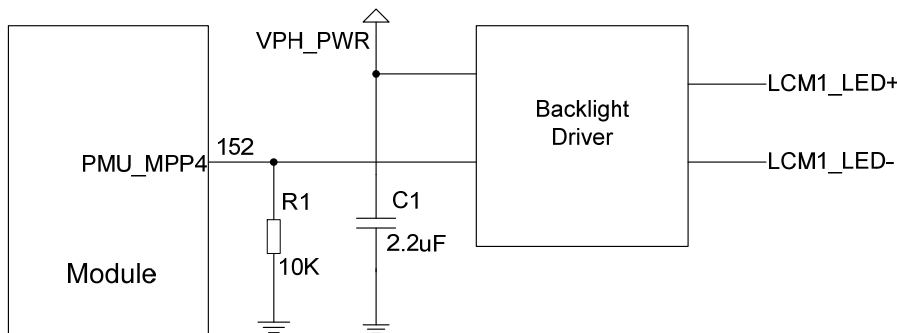 VPH_PWR
LCM1_LED+
Backlight
Driver
152
PMU_MPP4
LCM1_LED-
R1
C1
2.2uF
10K
Module